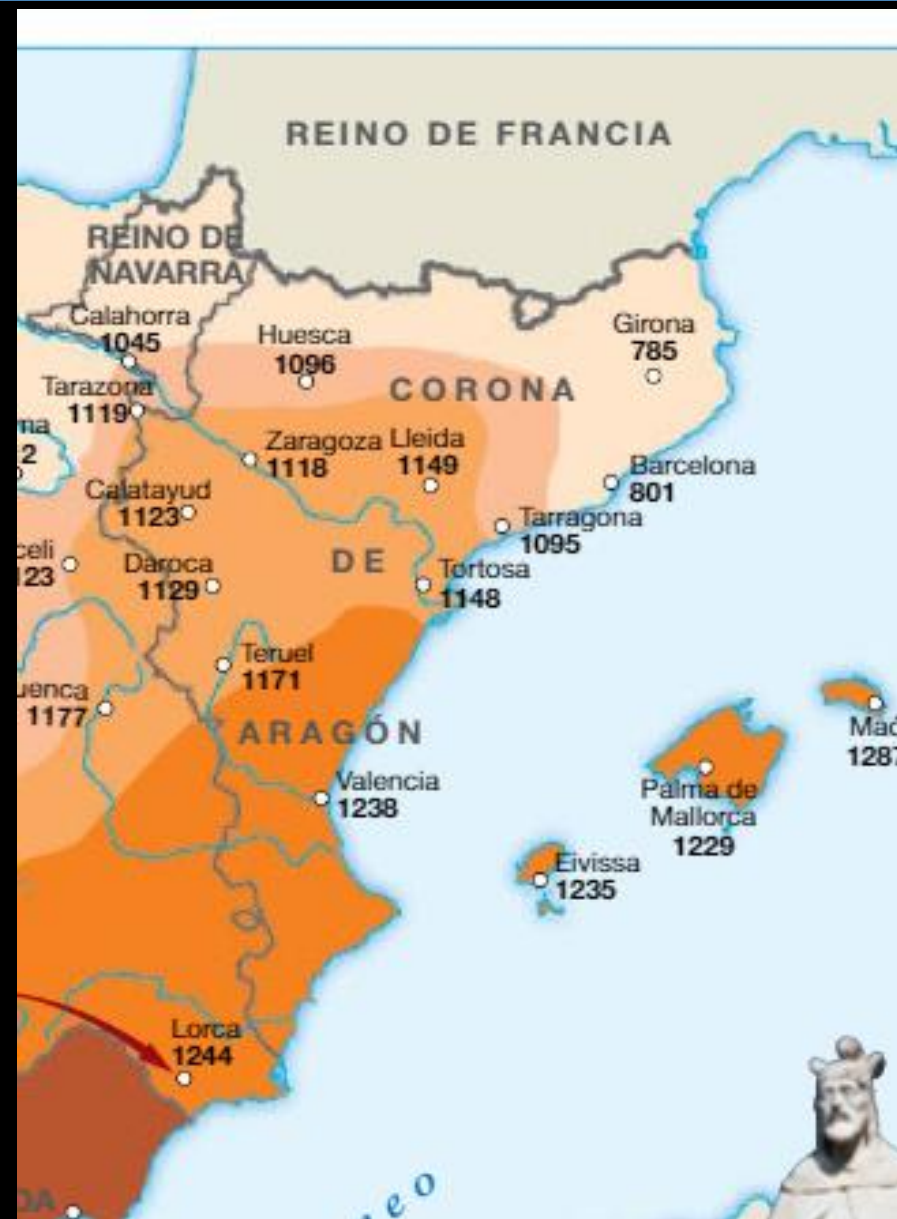 REINO DE FRANCIA
REINO DE
NAVARRA
Calahorra
1045
Huesca
1096
Girona
785
CORONA
Tarazona
1119
Zaragoza
1118
Lleida
1149
Barcelona
801
Calatayud
1123
Tarragona
1095
Daroca
1129
DE
Tortosa
1148
Teruel
1171
1177
ARAGÓN
Valencia
1238
Palma de
Mallorca
1229
1287
Eivissa
1235
Lorca
1244